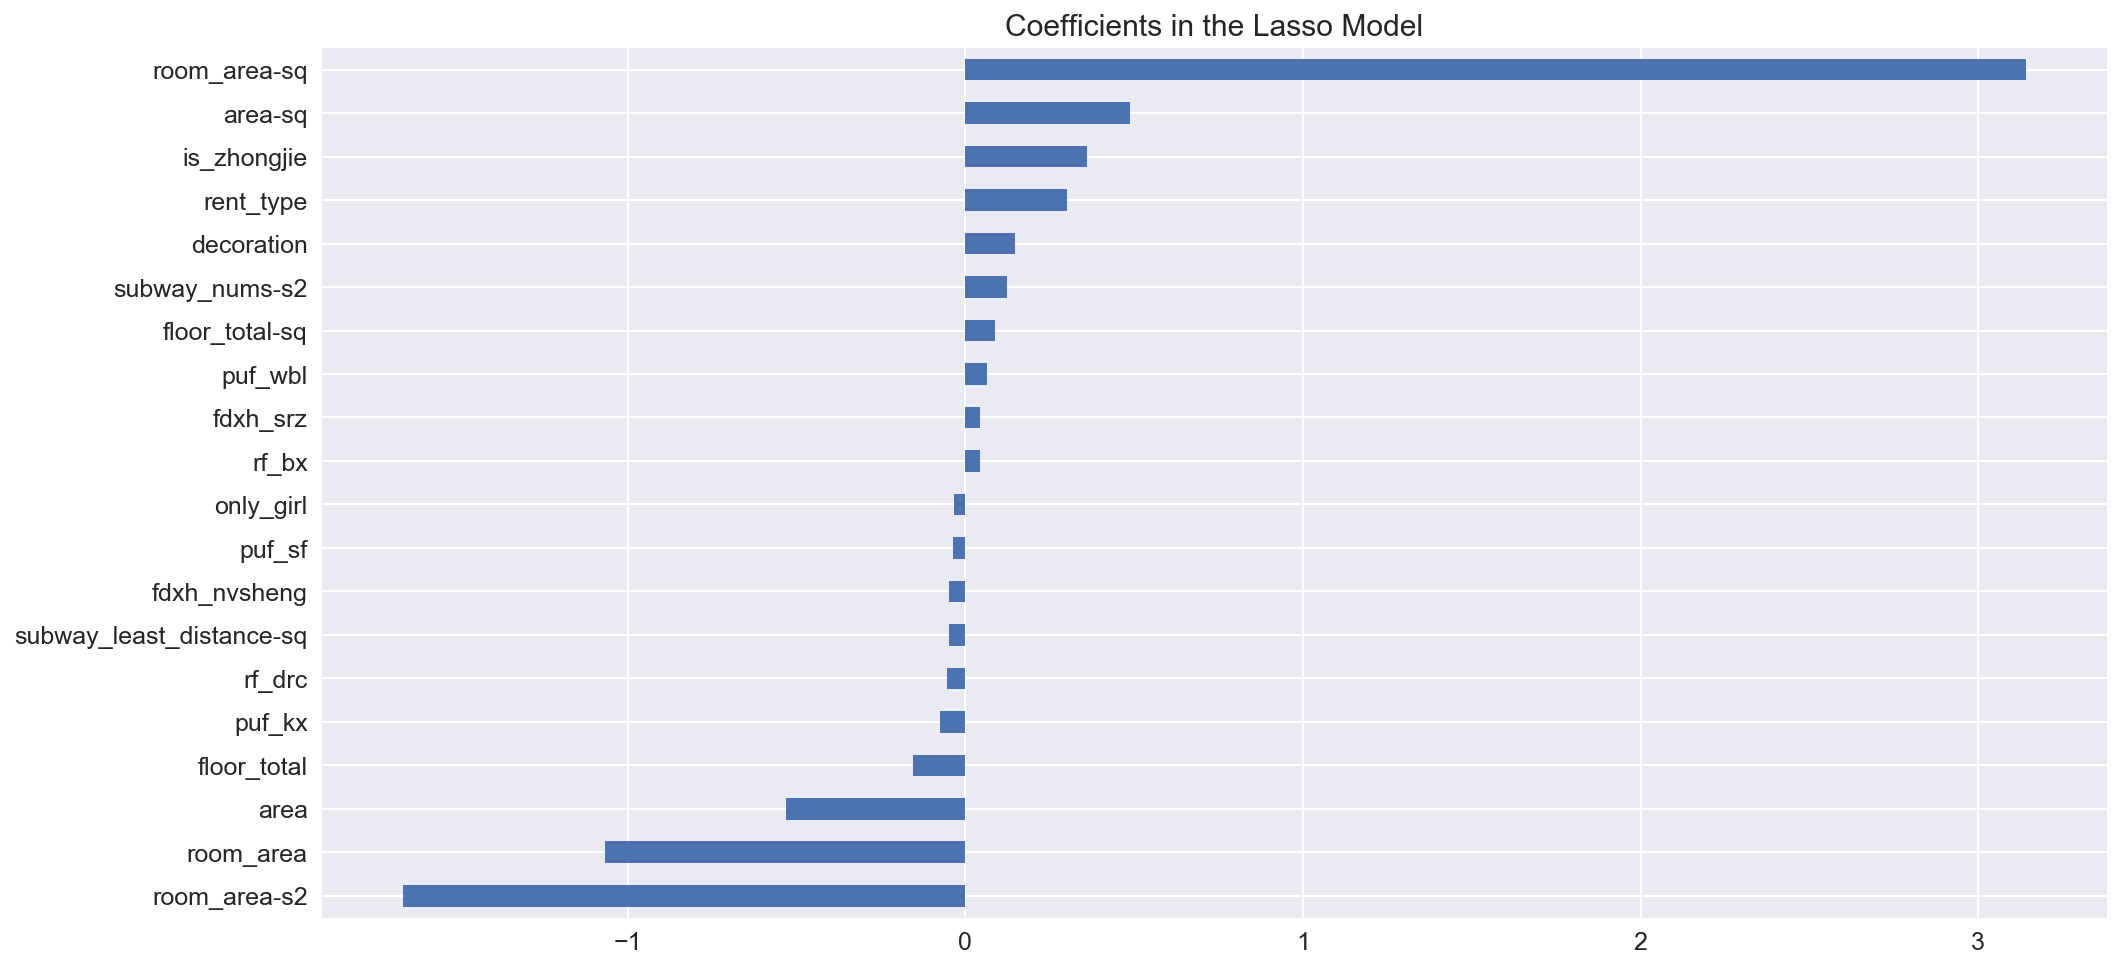 Coefficients in the Lasso Model
room_area-sq
area-sq
is_zhongjie
rent_type
decoration
subway_nums-s2
floor_total-sq
puf_wbl
fdxh_srz
rf_bx
only_girl
puf_sf
fdxh_nvsheng
subway_least_distance-sq
rf_drc
puf_kx
floor_total
area
room_area
room_area-s2
−1 0 1 2 3